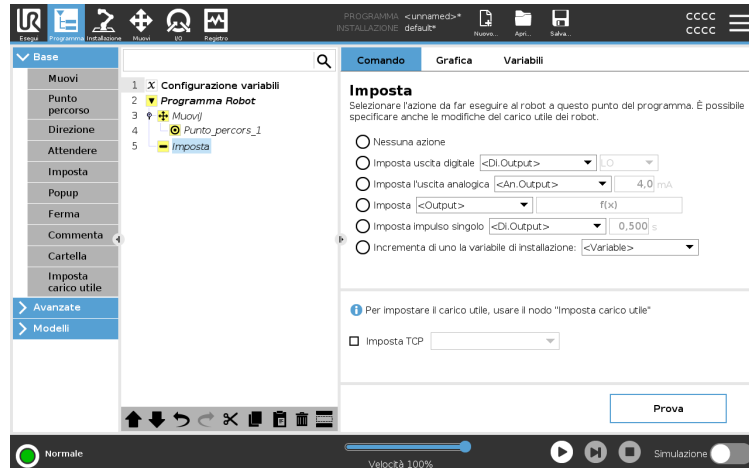 UR
PROGRAMMA <unnamed>*
INSTALLAZIONE default*
Esegui
Programma
Installazione
Muovi
I/O
Registro
Nuovo...
Apri...
Salva...
cccc
cccc
Base
Muovi
Punto
percorso
Direzione
Attendere
Imposta
Popup
Ferma
Commenta
Cartella
Imposta
carico utile
Avanzate
Modelli
1 X Configurazione variabili
2 Programma Robot
3 MuoviJ
4 Punto_percors_1
5 Imposta
Comando Grafica Variabili
Imposta
Selezionare l'azione da far eseguire al robot a questo punto del programma. È possibile
specificare anche le modifiche del carico utile dei robot.
Nessuna azione
Imposta uscita digitale <Di.Output> LO
Imposta l'uscita analogica <An.Output> 4,0 mA
Imposta <Output> f(x)
Imposta impulso singolo <Di.Output> 0,500 s
Incrementa di uno la variabile di installazione: <Variable>
Per impostare il carico utile, usare il nodo "Imposta carico utile"
Imposta TCP
Prova
Normale
Velocità 100%
Simulazione